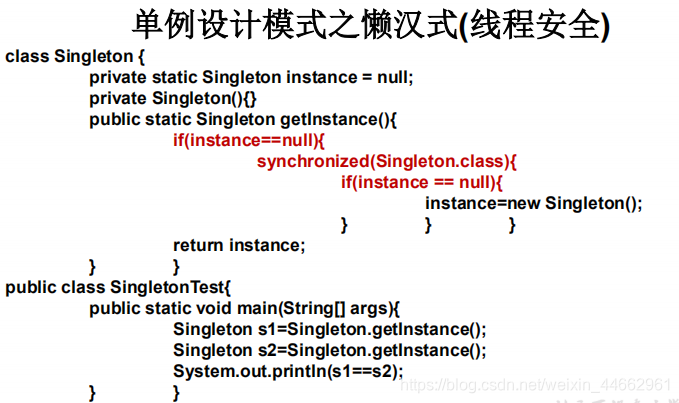 单例设计模式之懒汉式(线程安全)
class Singleton {
private static Singleton instance = null;
private Singleton(){}
public static Singleton getInstance(){
if(instance==null){
synchronized(Singleton.class){
if(instance == null){
instance=new Singleton();
} } }
return instance;
} }
public class SingletonTest{
public static void main(String[] args){
Singleton s1=Singleton.getInstance();
Singleton s2=Singleton.getInstance();
System.out.println(s1==s2);
} }
https://blog.csdn.net/weixin_44662961